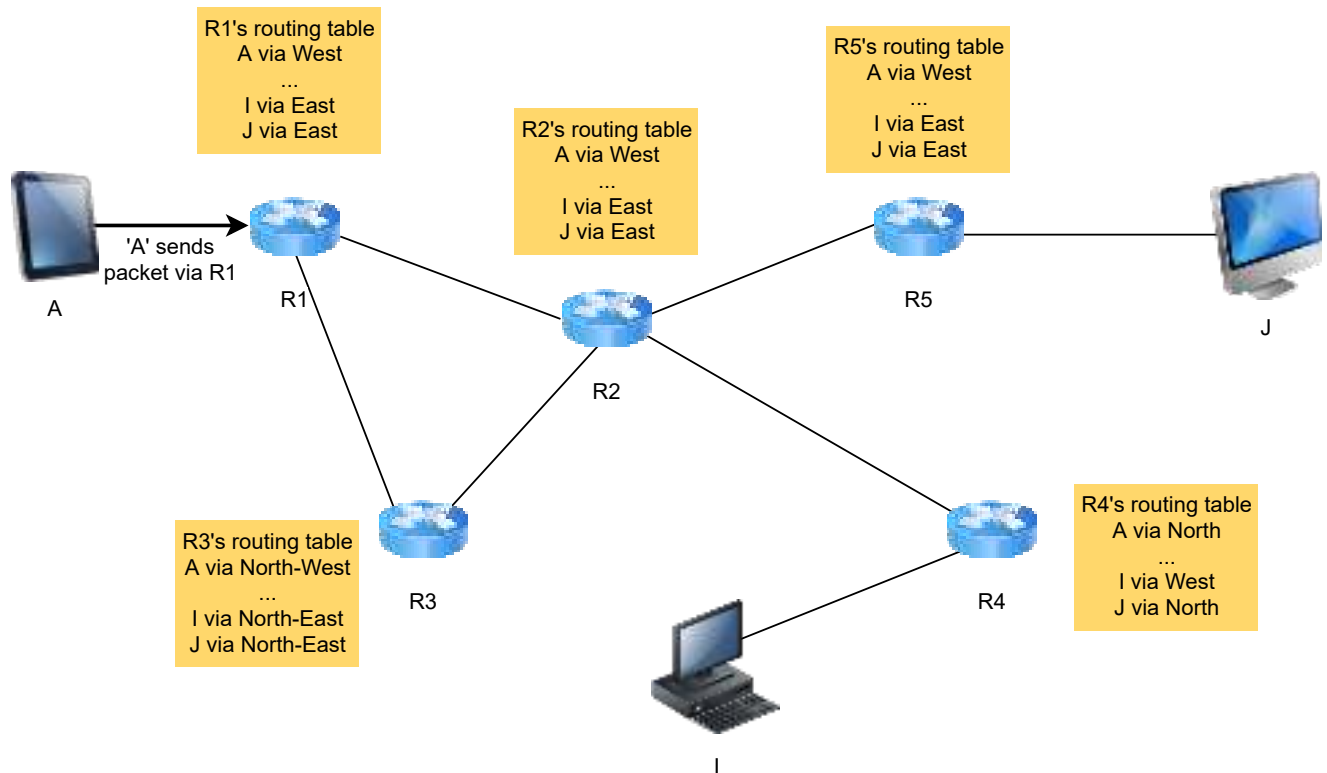 R1's routing table
A via West
...
I via East
J via East
R5's routing table
A via West
...
I via East
J via East
R2's routing table
A via West
...
I via East
J via East
'A' sends
packet via R1
A
R1
R2
R5
J
R3's routing table
A via North-West
...
I via North-East
J via North-East
R3
R4
R4's routing table
A via North
...
I via West
J via North
I